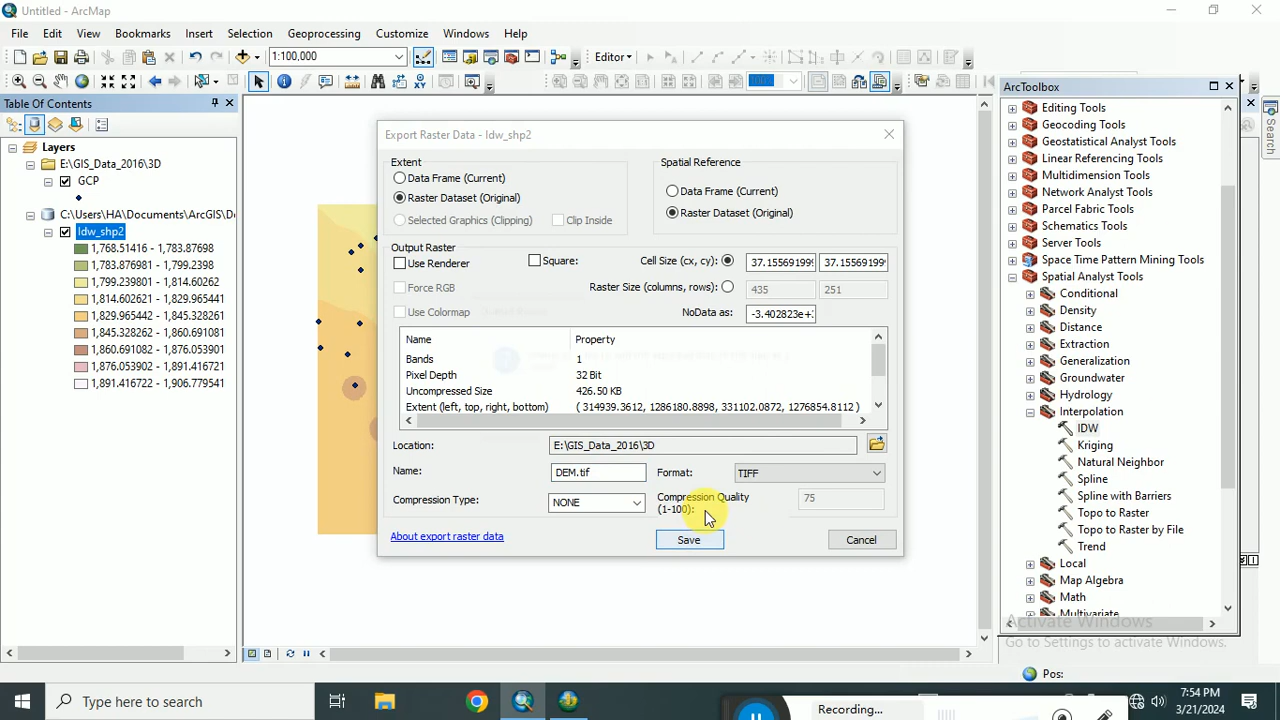 Untitled - ArcMap
File Edit View Bookmarks Insert Selection Geoprocessing Customize Windows Help
1:100,000
Editor
Table Of Contents
Layers
E:\GIS_Data_2016\3D
GCP
C:\Users\HA\Documents\ArcGIS\De
Idw_shp2
1,768.51416 - 1,783.87698
1,783.876981 - 1,799.2398
1,799.239801 - 1,814.60262
1,814.602621 - 1,829.965441
1,829.965442 - 1,845.328261
1,845.328262 - 1,860.691081
1,860.691082 - 1,876.053901
1,876.053902 - 1,891.416721
1,891.416722 - 1,906.779541
Export Raster Data - Idw_shp2
Extent
Data Frame (Current)
Raster Dataset (Original)
Selected Graphics (Clipping)
Clip Inside
Spatial Reference
Data Frame (Current)
Raster Dataset (Original)
Output Raster
Use Renderer
Square:
Cell Size (cx, cy):
37.15569199
37.15569199
Force RGB
Raster Size (columns, rows):
435
251
Use Colormap
NoData as:
-3.402823e+
Name Property
Bands 1
Pixel Depth 32 Bit
Uncompressed Size 426.50 KB
Extent (left, top, right, bottom) ( 314939.3612, 1286180.8898, 331102.0872, 1276854.8112 )
Location: E:\GIS_Data_2016\3D
Name: DEM.tif
Format: TIFF
Compression Type: NONE
Compression Quality
(1-100):
75
About export raster data
Save
Cancel
ArcToolbox
Editing Tools
Geocoding Tools
Geostatistical Analyst Tools
Linear Referencing Tools
Multidimension Tools
Network Analyst Tools
Parcel Fabric Tools
Schematics Tools
Server Tools
Space Time Pattern Mining Tools
Spatial Analyst Tools
Conditional
Density
Distance
Extraction
Generalization
Groundwater
Hydrology
Interpolation
IDW
Kriging
Natural Neighbor
Spline
Spline with Barriers
Topo to Raster
Topo to Raster by File
Trend
Local
Map Algebra
Math
Multivariate
Search
Activate Windows
Go to Settings to activate Windows.
Pos:
Type here to search
Recording...
7:54 PM
3/21/2024